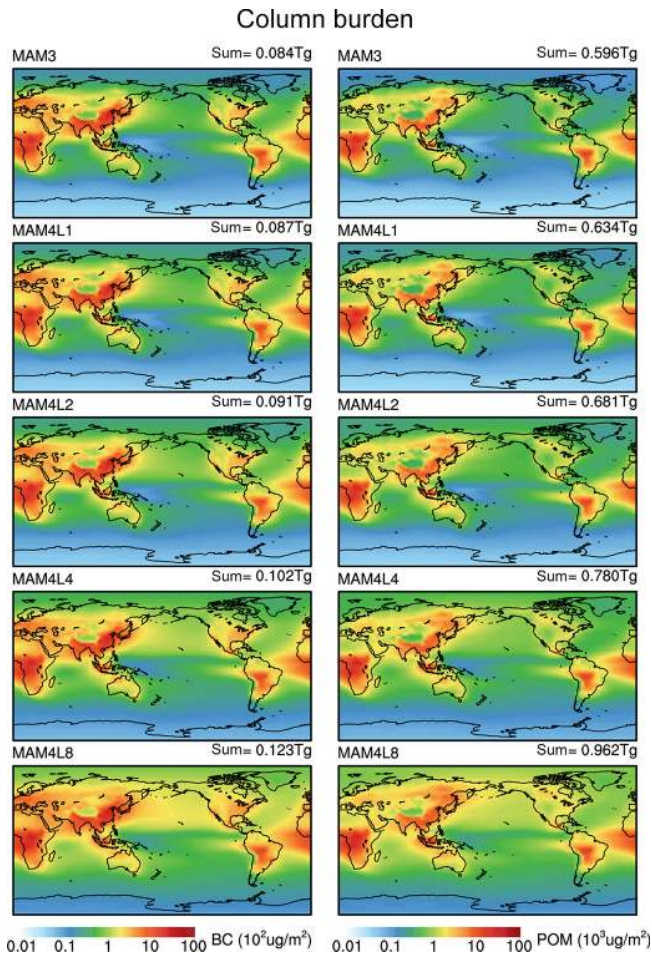 Column burden
MAM3 Sum= 0.084Tg Sum= 0.596Tg
MAM3
MAM4L1 Sum= 0.087Tg MAM4L1 Sum= 0.634Tg
MAM4L2 Sum= 0.091Tg MAM4L2 Sum= 0.681Tg
MAM4L4 Sum= 0.102Tg MAM4L4 Sum= 0.780Tg
MAM4L8 Sum= 0.123Tg MAM4L8 Sum= 0.962Tg
0.01 0.1 1 10 100 BC (10²ug/m²) 0.01 0.1 1 10 100 POM (10³ug/m²)